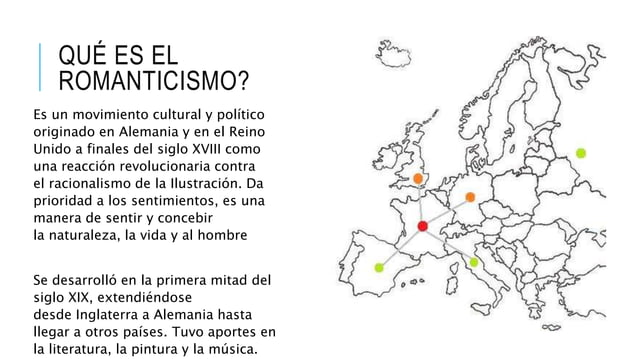 QUÉ ES EL
ROMANTICISMO?
Es un movimiento cultural y político
originado en Alemania y en el Reino
Unido a finales del siglo XVIII como
una reacción revolucionaria contra
el racionalismo de la Ilustración. Da
prioridad a los sentimientos, es una
manera de sentir y concebir
la naturaleza, la vida y al hombre
Se desarrolló en la primera mitad del
siglo XIX, extendiéndose
desde Inglaterra a Alemania hasta
llegar a otros países. Tuvo aportes en
la literatura, la pintura y la música.